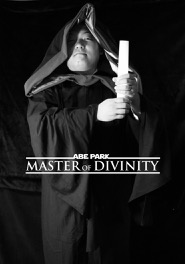 ABE PARK
MASTER OF DIVINITY